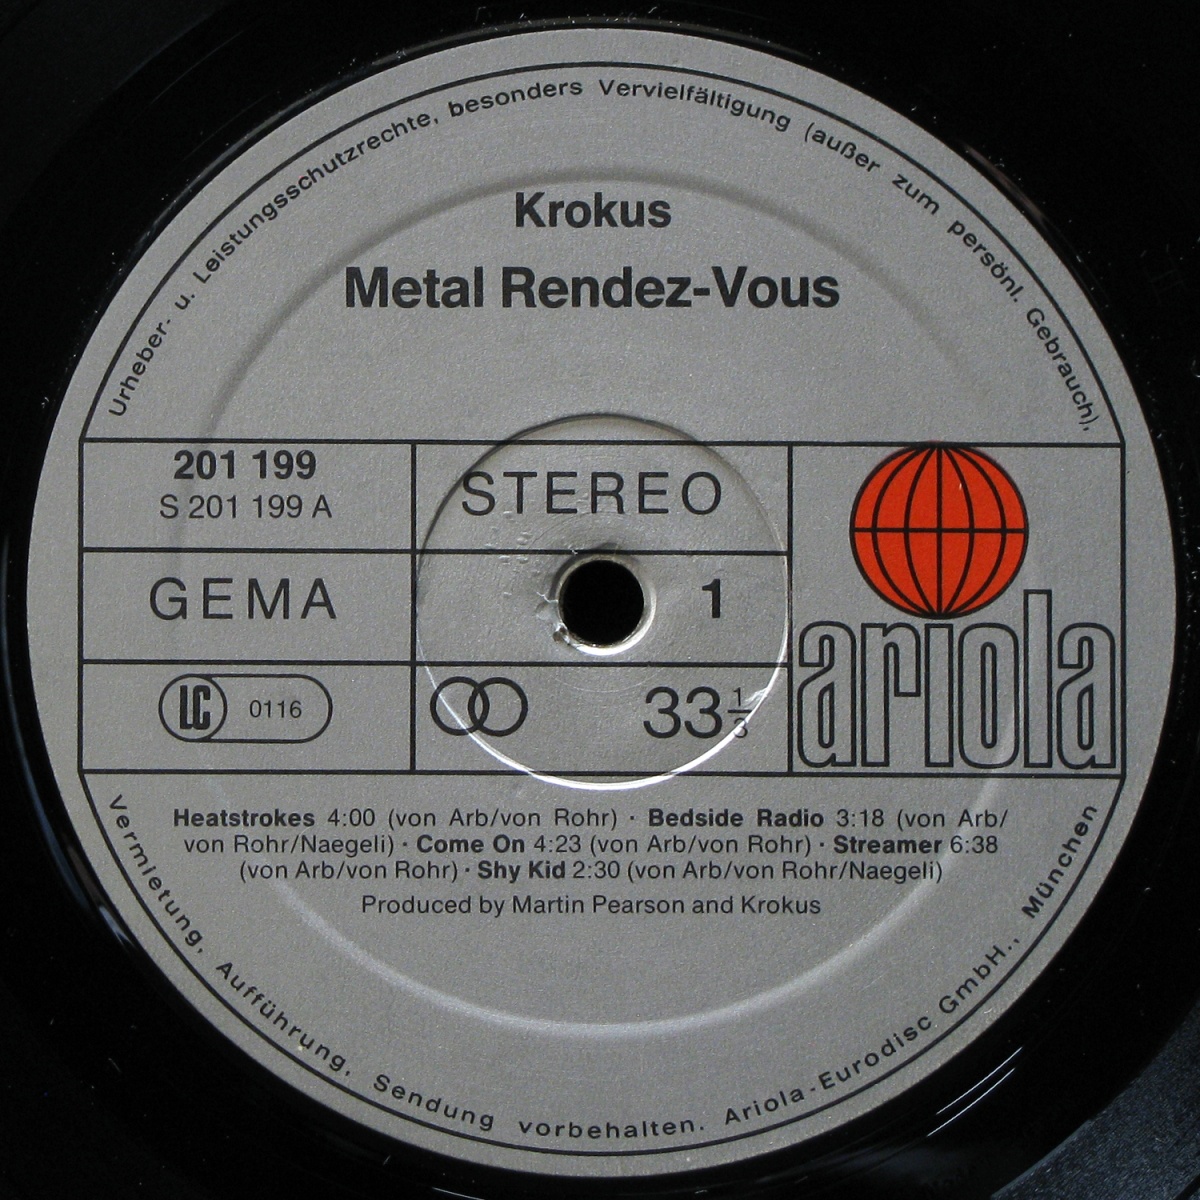 Urheber- u. Leistungsschutzrechte, besonders Vervielfältigung (außer zum persönl. Gebrauch),
Krokus
Metal Rendez-Vous
201 199
S 201 199 A
STEREO
GEMA
1
LC 0116
33 1/3
ariola
Heatstrokes 4:00 (von Arb/von Rohr) · Bedside Radio 3:18 (von Arb/
von Rohr/Naegeli) · Come On 4:23 (von Arb/von Rohr) · Streamer 6:38
(von Arb/von Rohr) · Shy Kid 2:30 (von Arb/von Rohr/Naegeli)
Produced by Martin Pearson and Krokus
Vermietung, Aufführung, Sendung vorbehalten. Ariola-Eurodisc GmbH., München